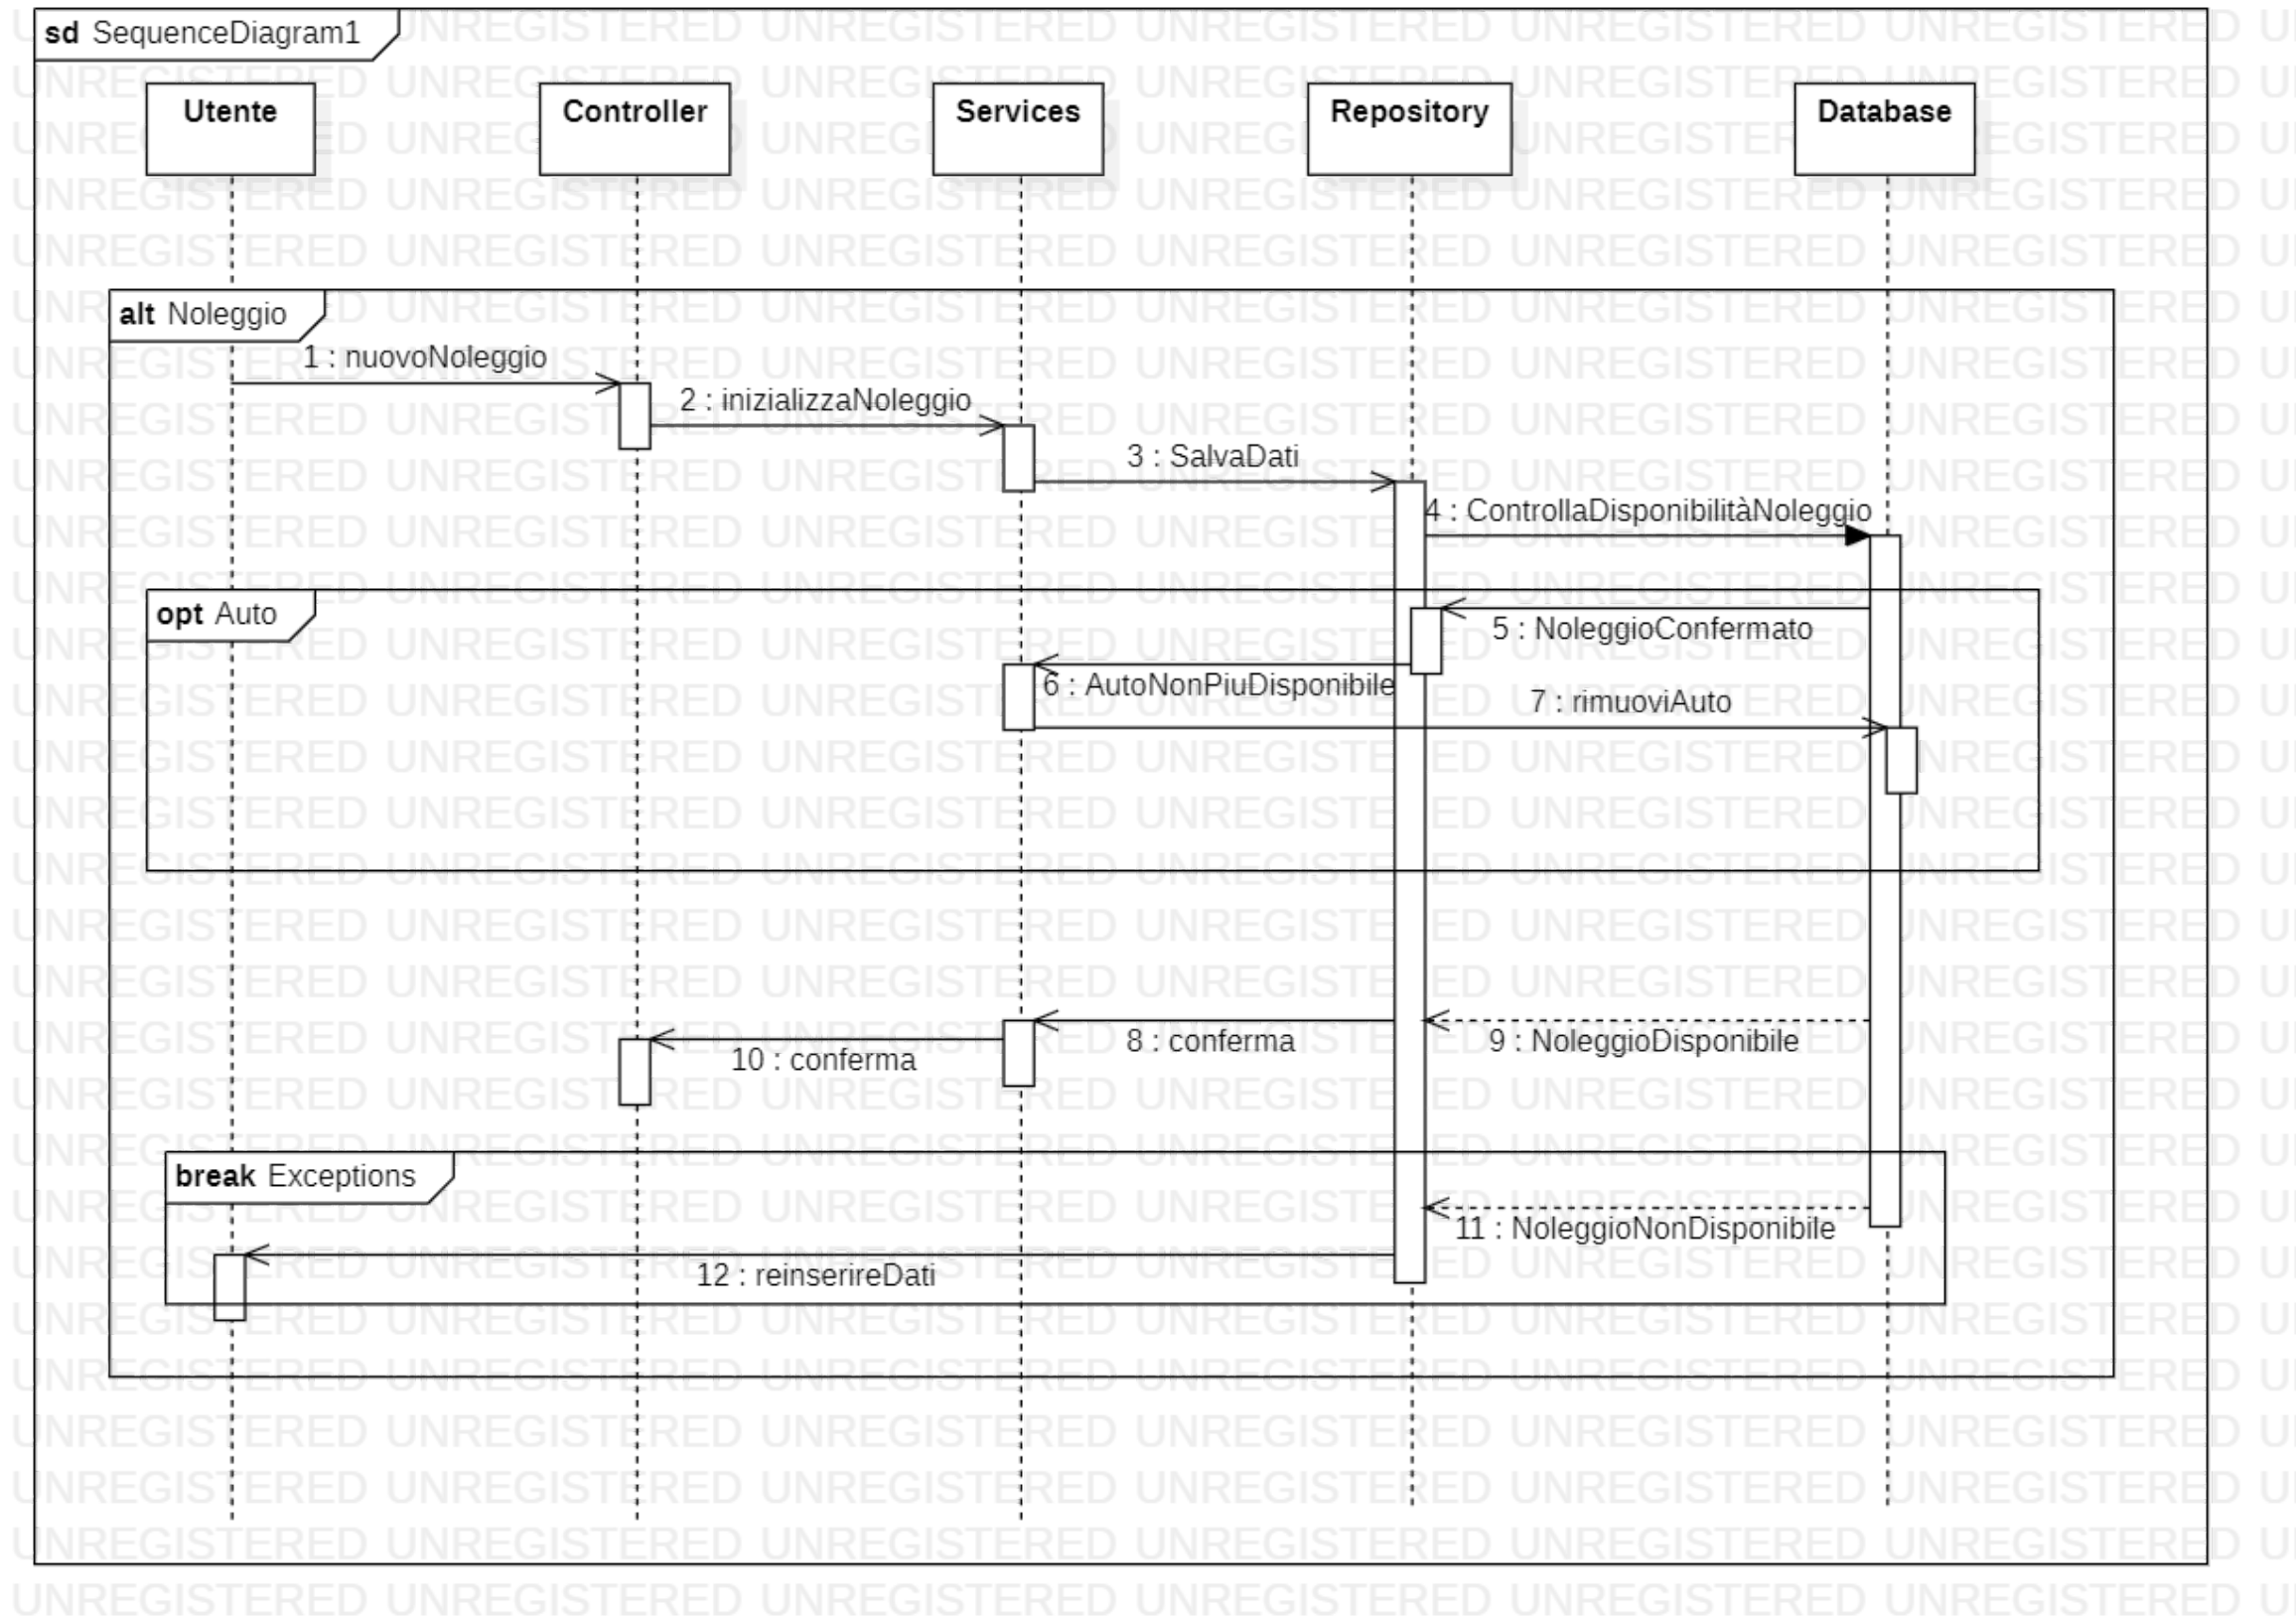 sd SequenceDiagram1
Utente
Controller
Services
Repository
Database
alt Noleggio
1 : nuovoNoleggio
2 : inizializzaNoleggio
3 : SalvaDati
4 : ControllaDisponibilitàNoleggio
opt Auto
5 : NoleggioConfermato
6 : AutoNonPiuDisponibile
7 : rimuoviAuto
8 : conferma
9 : NoleggioDisponibile
10 : conferma
break Exceptions
11 : NoleggioNonDisponibile
12 : reinserireDati
UNREGISTERED